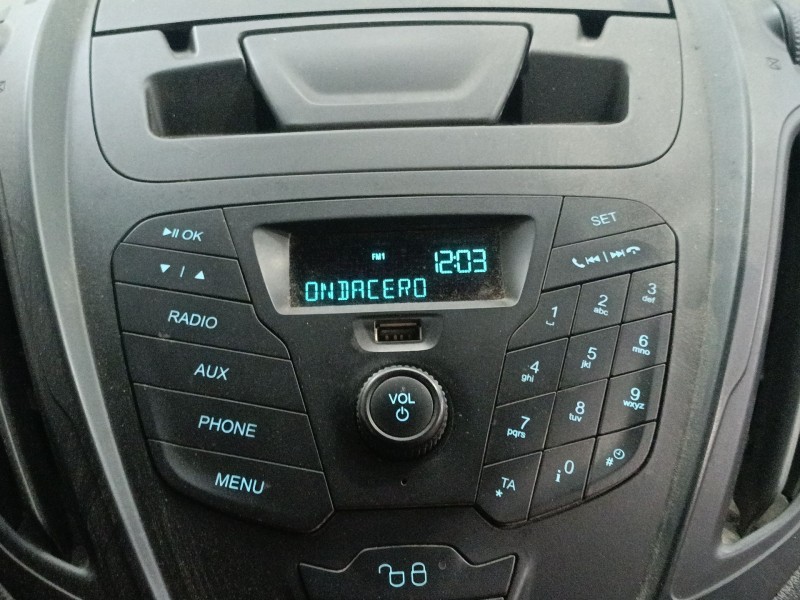 OK
SET
FM1
12:03
ONDACERO
RADIO
AUX
PHONE
MENU
VOL
1
2 abc
3 def
4 ghi
5 jkl
6 mno
7 pqrs
8 tuv
9 wxyz
* TA
i 0
#